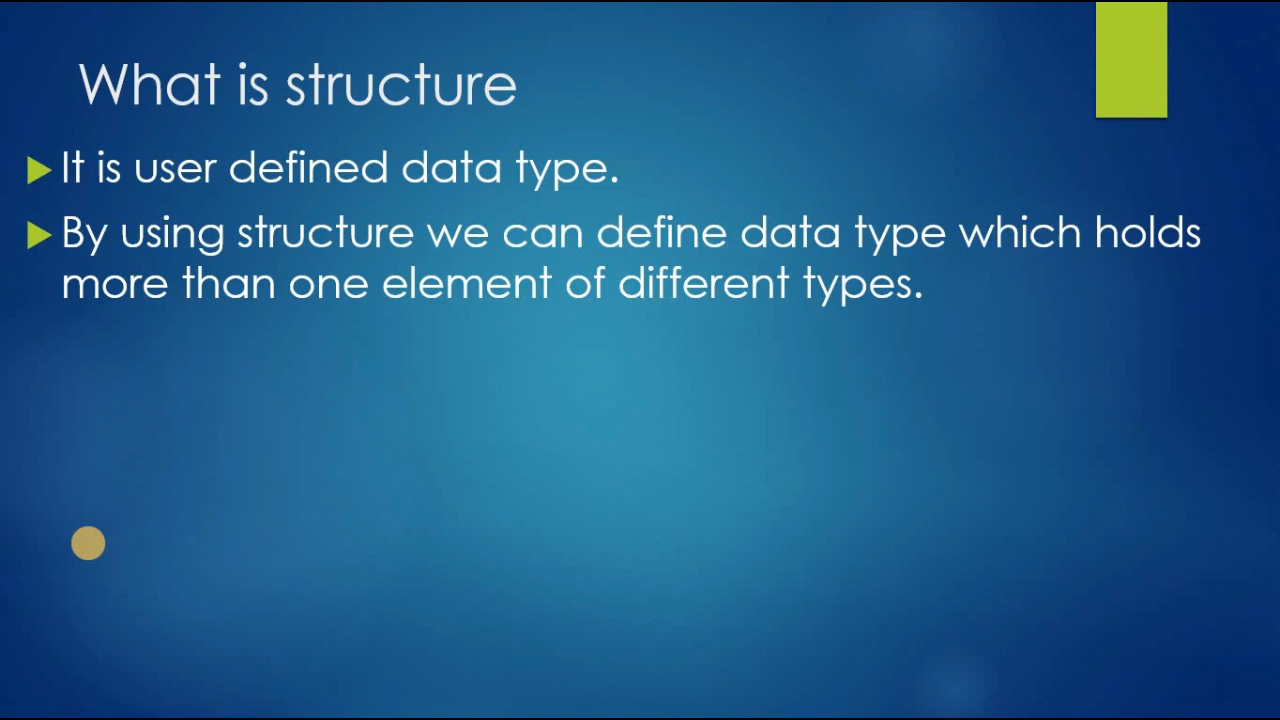 What is structure
It is user defined data type.
By using structure we can define data type which holds
more than one element of different types.